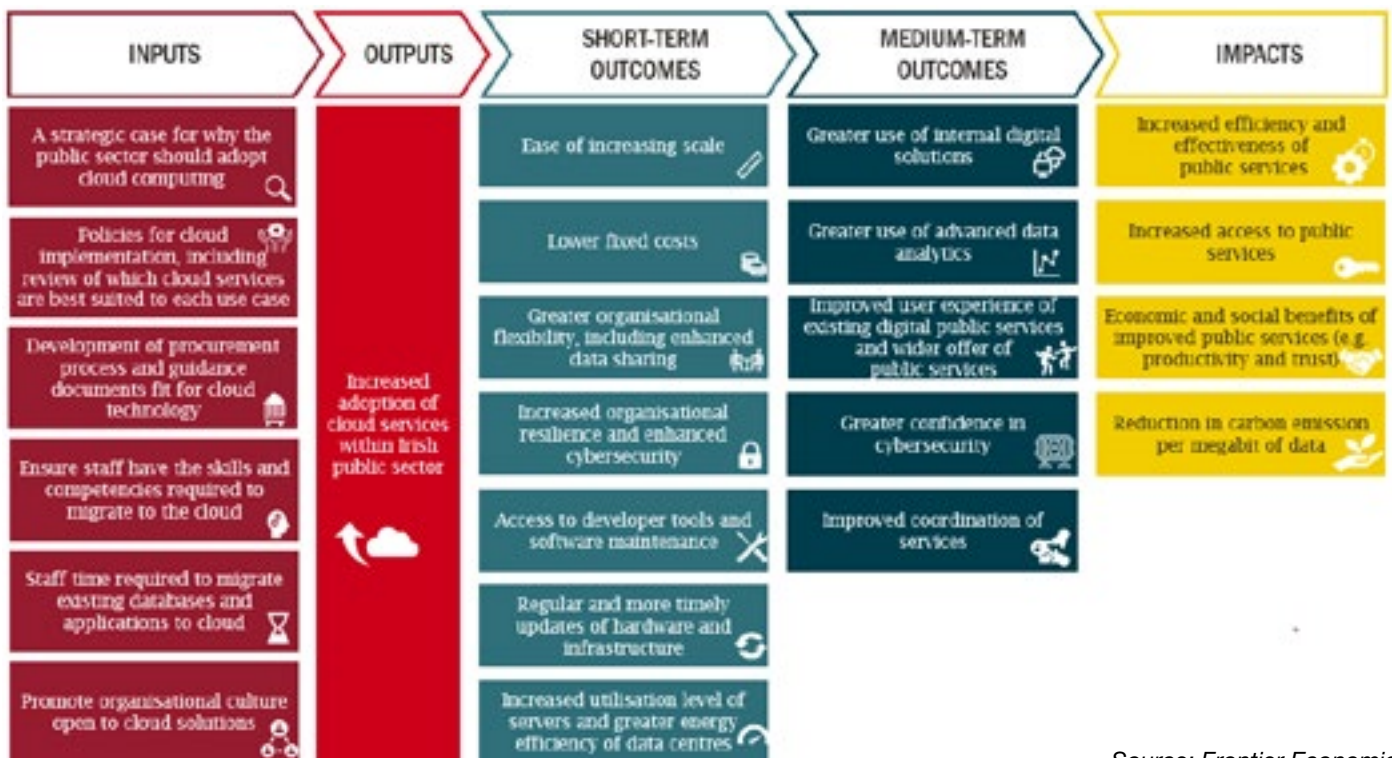 INPUTS
OUTPUTS
SHORT-TERM
OUTCOMES
MEDIUM-TERM
OUTCOMES
IMPACTS
A strategic case for why the
public sector should adopt
cloud computing
Policies for cloud
implementation, including
review of which cloud services
are best suited to each use case
Development of procurement
process and guidance
documents fit for cloud
technology
Ensure staff have the skills and
competencies required to
migrate to the cloud
Staff time required to migrate
existing databases and
applications to cloud
Promote organisational culture
open to cloud solutions
Increased
adoption of
cloud services
within Irish
public sector
Ease of increasing scale
Lower fixed costs
Greater organisational
flexibility, including enhanced
data sharing
Increased organisational
resilience and enhanced
cybersecurity
Access to developer tools and
software maintenance
Regular and more timely
updates of hardware and
infrastructure
Increased utilisation level of
servers and greater energy
efficiency of data centres
Greater use of internal digital
solutions
Greater use of advanced data
analytics
Improved user experience of
existing digital public services
and wider offer of
public services
Greater confidence in
cybersecurity
Improved coordination of
services
Increased efficiency and
effectiveness of
public services
Increased access to public
services
Economic and social benefits of
improved public services (e.g.
productivity and trust)
Reduction in carbon emission
per megabit of data
Source: Frontier Economi